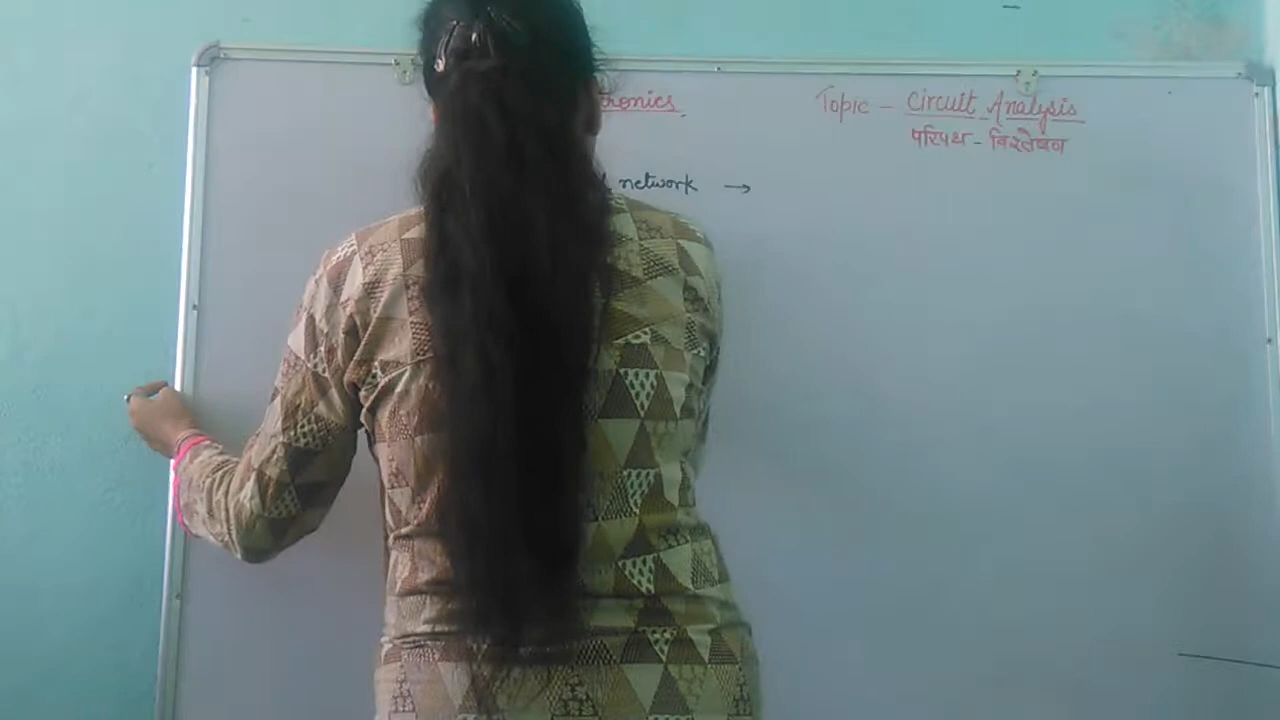 tronics Topic - Circuit Analysis
परिपथ - विश्लेषण
network →